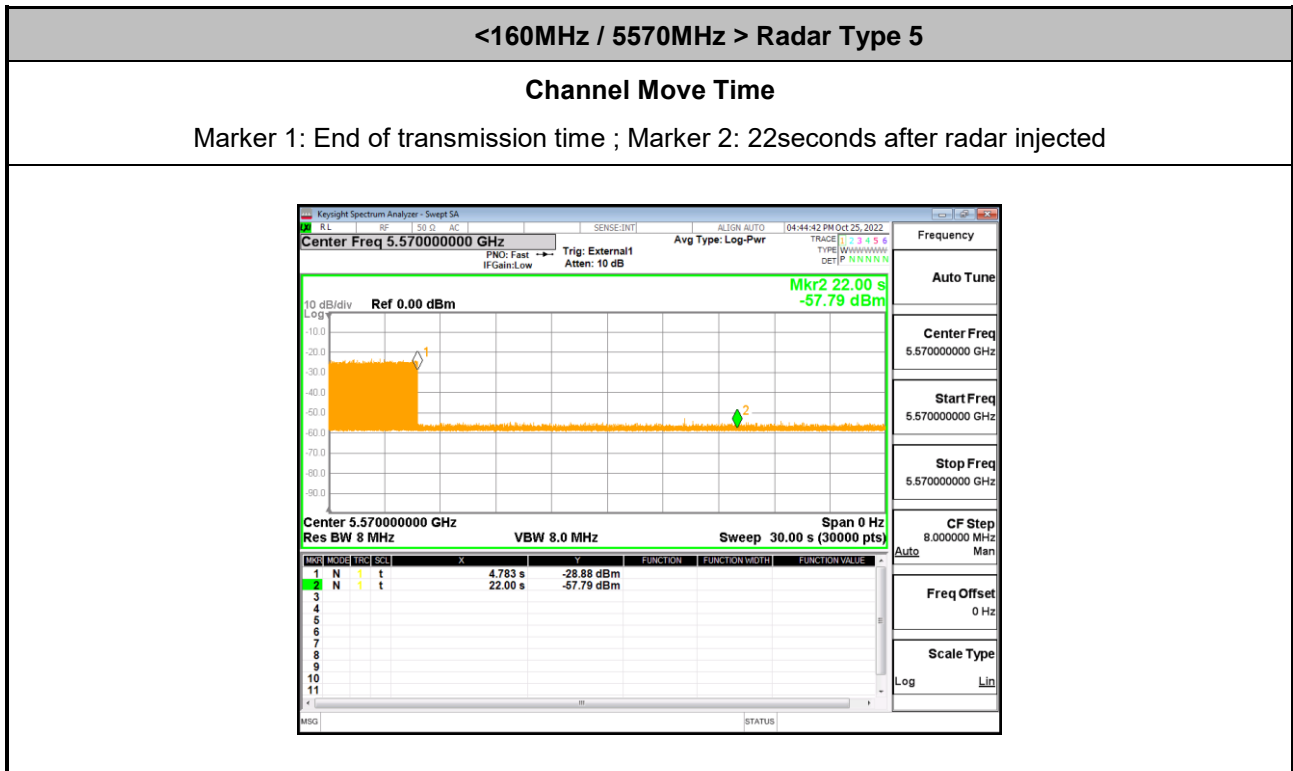 <160MHz / 5570MHz > Radar Type 5
Channel Move Time
Marker 1: End of transmission time ; Marker 2: 22seconds after radar injected
Keysight Spectrum Analyzer - Swept SA
RL RF 50 Ω AC SENSE:INT ALIGN AUTO 04:44:42 PM Oct 25, 2022
Center Freq 5.570000000 GHz Avg Type: Log-Pwr TRACE 1 2 3 4 5 6
PNO: Fast Trig: External1 TYPE WWWWWW
IFGain:Low Atten: 10 dB DET P N N N N N
Mkr2 22.00 s
10 dB/div Ref 0.00 dBm -57.79 dBm
Log
-10.0
-20.0
-30.0
-40.0
-50.0
-60.0
-70.0
-80.0
-90.0
1
2
Center 5.570000000 GHz Span 0 Hz
Res BW 8 MHz VBW 8.0 MHz Sweep 30.00 s (30000 pts)
MKR MODE TRC SCL X Y FUNCTION FUNCTION WIDTH FUNCTION VALUE
1 N 1 t 4.783 s -28.88 dBm
2 N 1 t 22.00 s -57.79 dBm
3
4
5
6
7
8
9
10
11
MSG STATUS
Frequency
Auto Tune
Center Freq
5.570000000 GHz
Start Freq
5.570000000 GHz
Stop Freq
5.570000000 GHz
CF Step
8.000000 MHz
Auto Man
Freq Offset
0 Hz
Scale Type
Log Lin